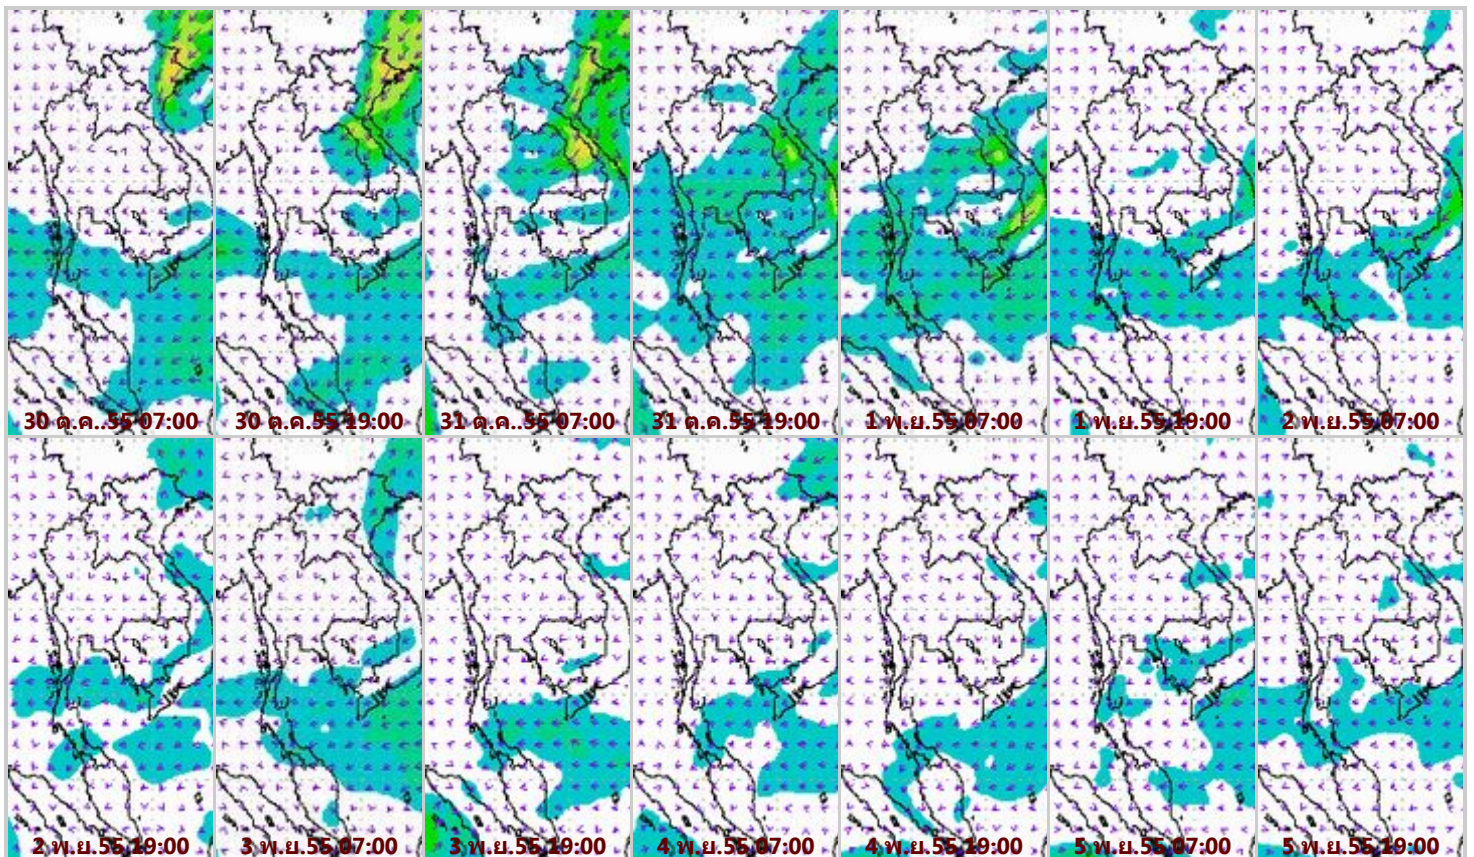 30 ต.ค..55 07:00
30 ต.ค.55 19:00
31 ต.ค..55 07:00
31 ต.ค.55 19:00
1 พ.ย.55 07:00
1 พ.ย.55 19:00
2 พ.ย.55 07:00
2 พ.ย.55 19:00
3 พ.ย.55 07:00
3 พ.ย.55 19:00
4 พ.ย.55 07:00
4 พ.ย.55 19:00
5 พ.ย.55 07:00
5 พ.ย.55 19:00